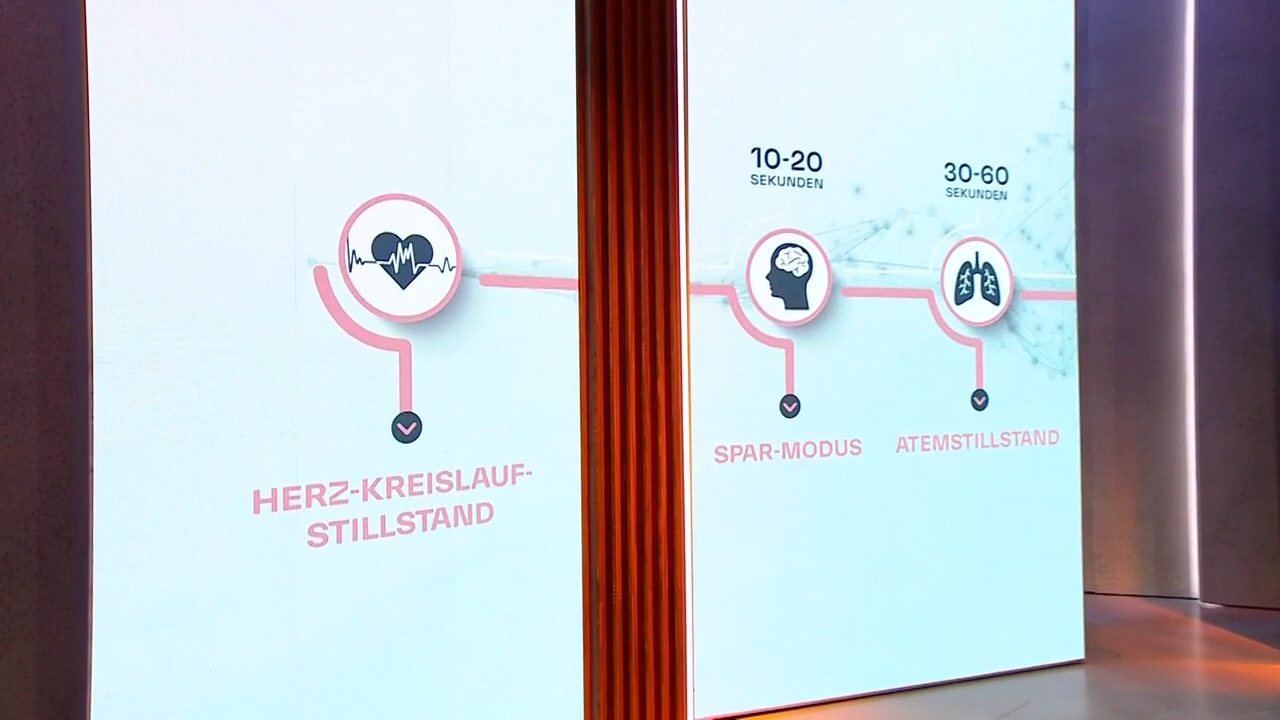 HERZ-KREISLAUF-
STILLSTAND
10-20
SEKUNDEN
SPAR-MODUS
30-60
SEKUNDEN
ATEMSTILLSTAND